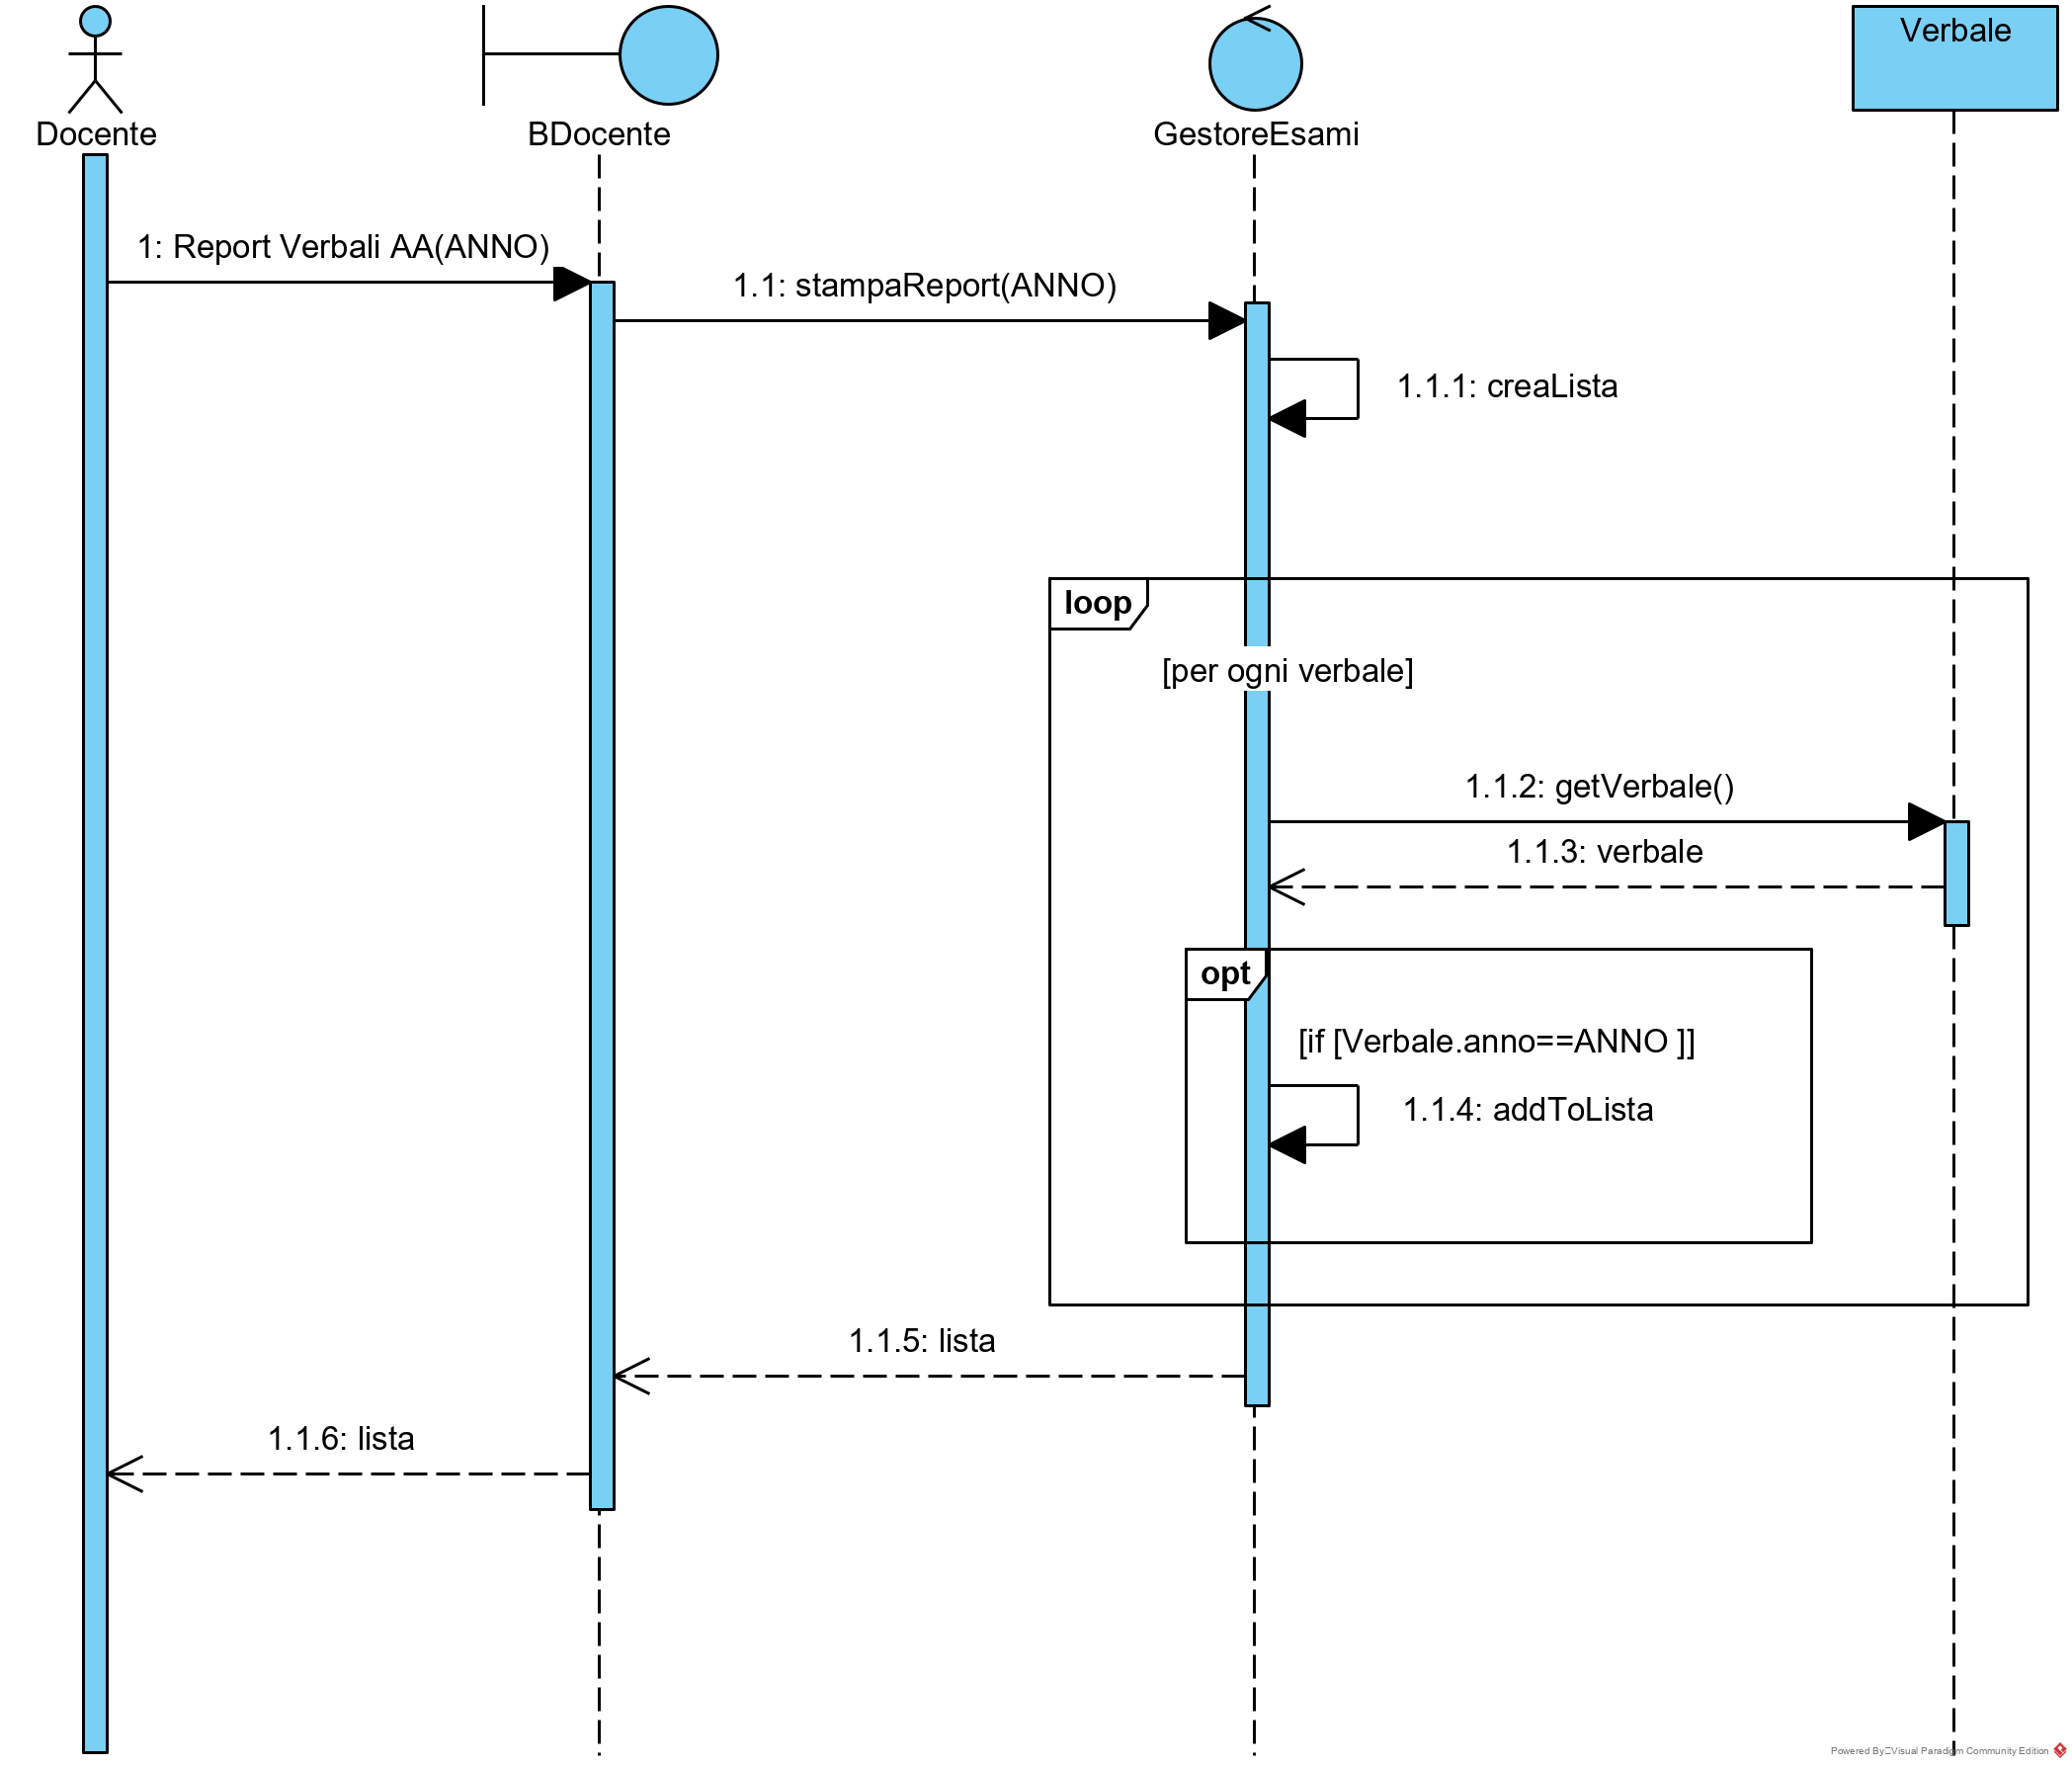 Verbale
Docente
BDocente
GestoreEsami
1: Report Verbali AA(ANNO)
1.1: stampaReport(ANNO)
1.1.1: creaLista
loop
[per ogni verbale]
1.1.2: getVerbale()
1.1.3: verbale
opt
[if [Verbale.anno==ANNO ]]
1.1.4: addToLista
1.1.5: lista
1.1.6: lista
Powered By Visual Paradigm Community Edition